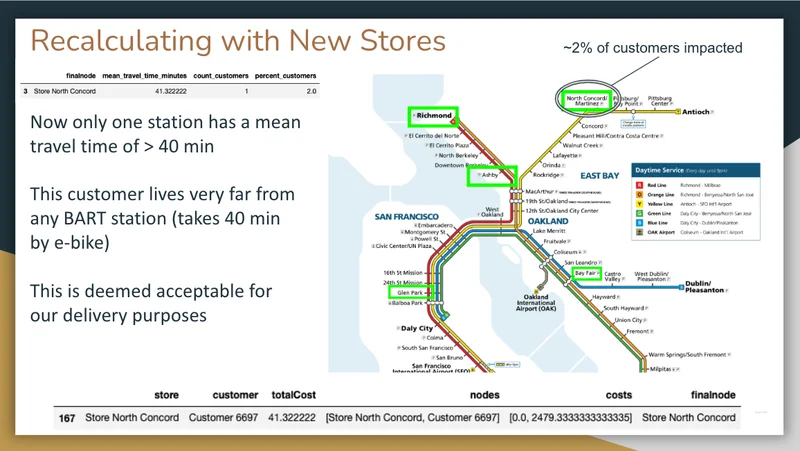 Recalculating with New Stores
~2% of customers impacted
finalnode mean_travel_time_minutes count_customers percent_customers
3 Store North Concord 41.322222 1 2.0
Now only one station has a mean
travel time of > 40 min
This customer lives very far from
any BART station (takes 40 min
by e-bike)
This is deemed acceptable for
our delivery purposes
Richmond
El Cerrito del Norte
El Cerrito Plaza
North Berkeley
Downtown Berkeley
Ashby
North Concord/
Martinez
Pittsburg/
Bay Point
Pittsburg
Center
Antioch
Concord
Pleasant Hill/Contra Costa Centre
Walnut Creek
Lafayette
Orinda
Rockridge
EAST BAY
MacArthur
19th St/Oakland
12th St/Oakland City Center
OAKLAND
Lake Merritt
Fruitvale
Coliseum
San Leandro
Bay Fair
Castro
Valley
West Dublin/
Pleasanton
Dublin/
Pleasanton
West
Oakland
SAN FRANCISCO
Embarcadero
Montgomery St
Powell St
Civic Center/UN Plaza
16th St Mission
24th St Mission
Glen Park
Balboa Park
Daly City
Colma
South San Francisco
San Bruno
San Francisco
International Airport (SFO)
Oakland
International
Airport (OAK)
Hayward
South Hayward
Union City
Fremont
Warm Springs/South Fremont
Milpitas
Daytime Service (Every day until 9pm)
R Red Line Richmond - Millbrae
O Orange Line Richmond - Berryessa/North San José
Y Yellow Line Antioch - SFO Int'l Airport
G Green Line Daly City - Berryessa/North San José
B Blue Line Daly City - Dublin/Pleasanton
OAK Airport Coliseum - Oakland Int'l Airport
store customer totalCost nodes costs finalnode
167 Store North Concord Customer 6697 41.322222 [Store North Concord, Customer 6697] [0.0, 2479.3333333333335] Store North Concord